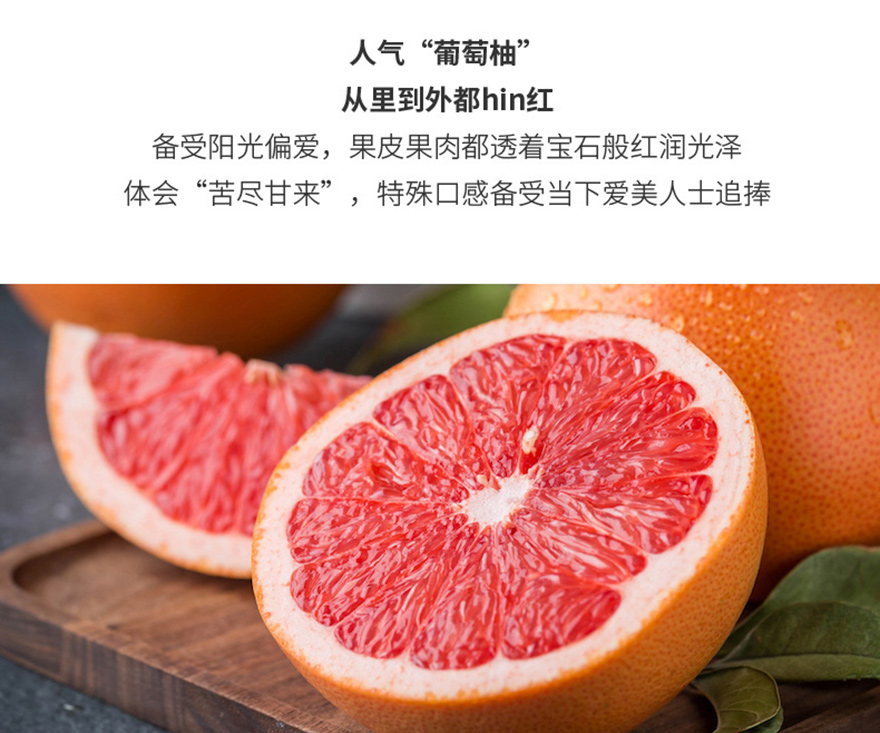 人气“葡萄柚”
从里到外都hin红
备受阳光偏爱，果皮果肉都透着宝石般红润光泽
体会“苦尽甘来”，特殊口感备受当下爱美人士追捧